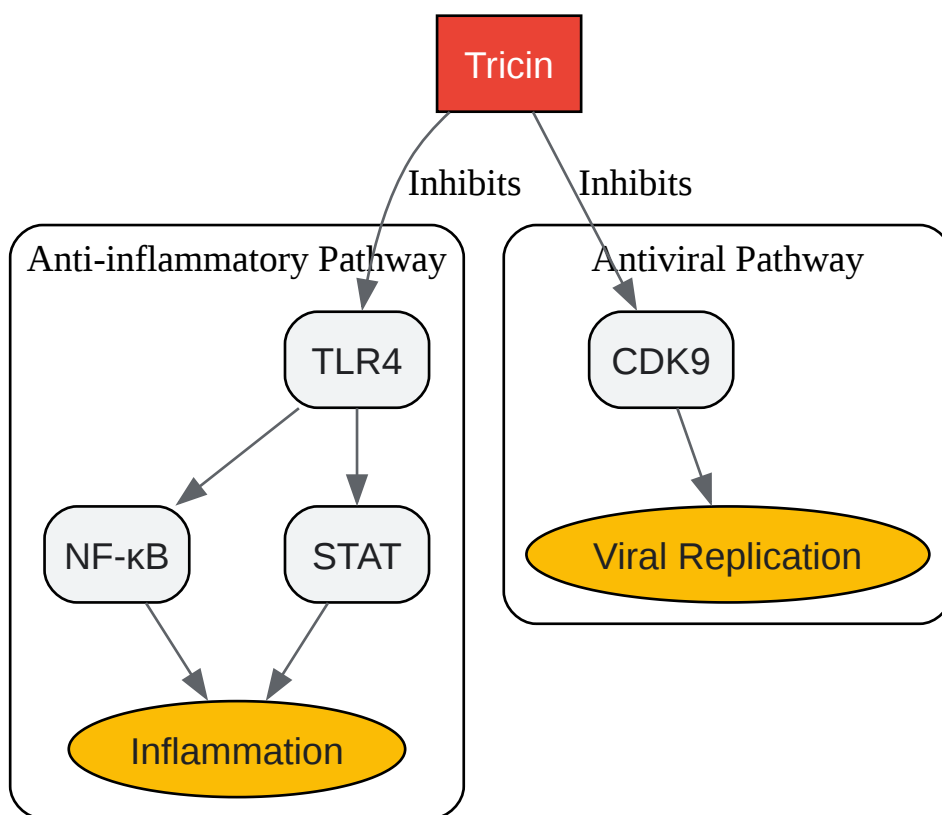 Tricin
Inhibits
Inhibits
Anti-inflammatory Pathway
Antiviral Pathway
TLR4
CDK9
NF-κB
STAT
Viral Replication
Inflammation